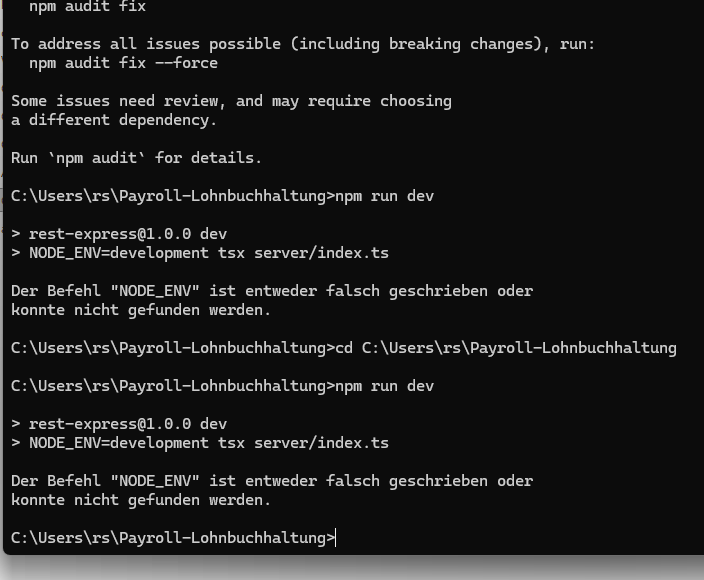 npm audit fix
To address all issues possible (including breaking changes), run:
npm audit fix --force
Some issues need review, and may require choosing
a different dependency.
Run `npm audit` for details.
C:\Users\rs\Payroll-Lohnbuchhaltung>npm run dev
> rest-express@1.0.0 dev
> NODE_ENV=development tsx server/index.ts
Der Befehl "NODE_ENV" ist entweder falsch geschrieben oder
konnte nicht gefunden werden.
C:\Users\rs\Payroll-Lohnbuchhaltung>cd C:\Users\rs\Payroll-Lohnbuchhaltung
C:\Users\rs\Payroll-Lohnbuchhaltung>npm run dev
> rest-express@1.0.0 dev
> NODE_ENV=development tsx server/index.ts
Der Befehl "NODE_ENV" ist entweder falsch geschrieben oder
konnte nicht gefunden werden.
C:\Users\rs\Payroll-Lohnbuchhaltung>